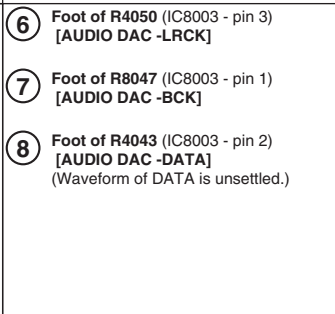 ⑥ Foot of R4050 (IC8003 - pin 3)
[AUDIO DAC -LRCK]
⑦ Foot of R8047 (IC8003 - pin 1)
[AUDIO DAC -BCK]
⑧ Foot of R4043 (IC8003 - pin 2)
[AUDIO DAC -DATA]
(Waveform of DATA is unsettled.)